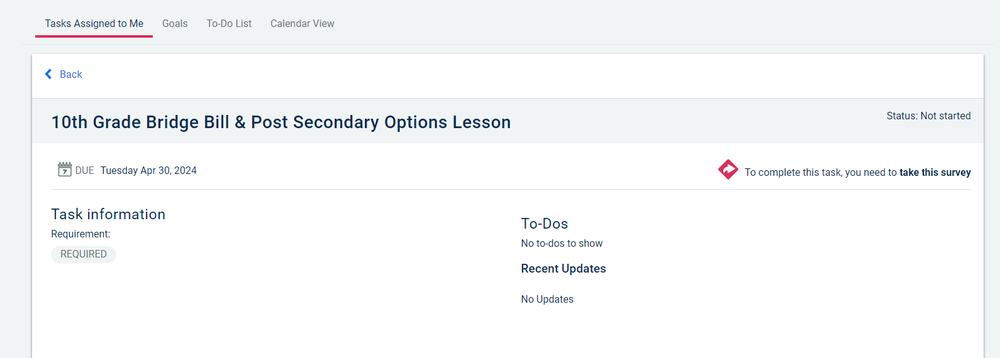 Tasks Assigned to Me Goals To-Do List Calendar View
Back
10th Grade Bridge Bill & Post Secondary Options Lesson
Status: Not started
7 DUE Tuesday Apr 30, 2024
To complete this task, you need to take this survey
Task information
Requirement:
REQUIRED
To-Dos
No to-dos to show
Recent Updates
No Updates